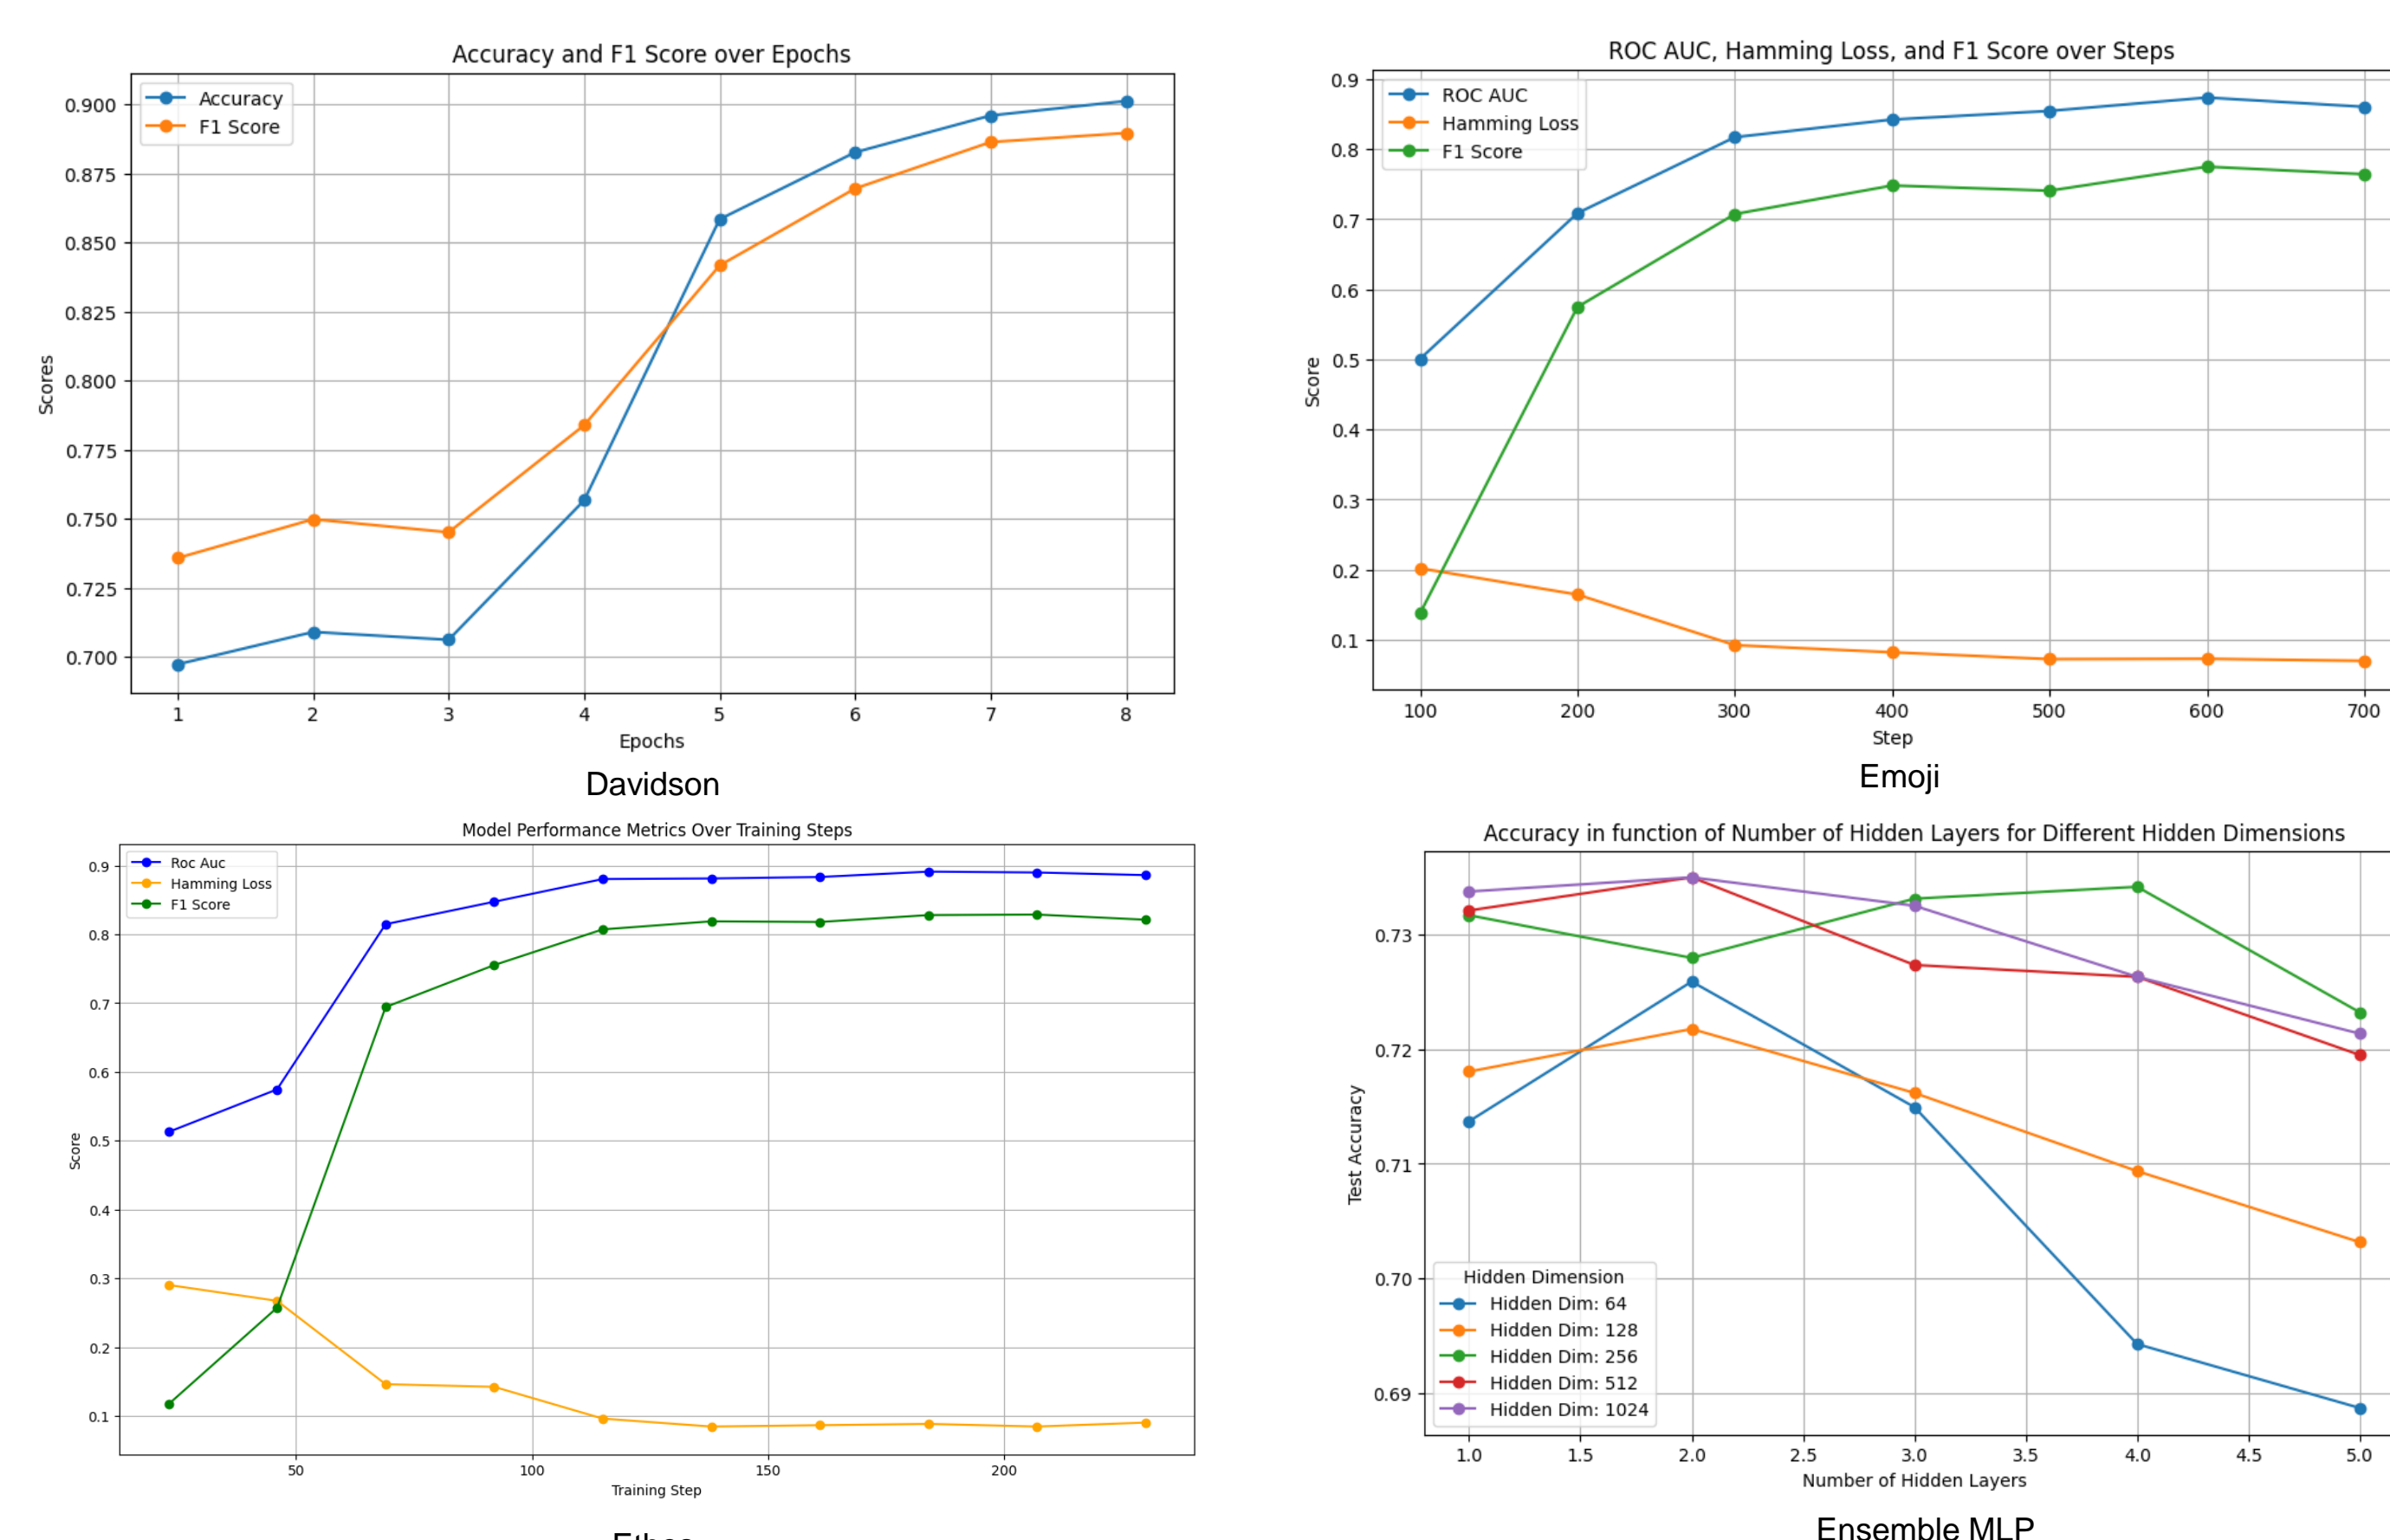 Accuracy and F1 Score over Epochs
Accuracy
F1 Score
0.900
0.875
0.850
0.825
0.800
0.775
0.750
0.725
0.700
Scores
1 2 3 4 5 6 7 8
Epochs
Davidson
ROC AUC, Hamming Loss, and F1 Score over Steps
ROC AUC
Hamming Loss
F1 Score
0.9
0.8
0.7
0.6
0.5
0.4
0.3
0.2
0.1
Score
100 200 300 400 500 600 700
Step
Emoji
Model Performance Metrics Over Training Steps
Roc Auc
Hamming Loss
F1 Score
0.9
0.8
0.7
0.6
0.5
0.4
0.3
0.2
0.1
Score
50 100 150 200
Training Step
Accuracy in function of Number of Hidden Layers for Different Hidden Dimensions
0.73
0.72
0.71
0.70
0.69
Test Accuracy
Hidden Dimension
Hidden Dim: 64
Hidden Dim: 128
Hidden Dim: 256
Hidden Dim: 512
Hidden Dim: 1024
1.0 1.5 2.0 2.5 3.0 3.5 4.0 4.5 5.0
Number of Hidden Layers
Ensemble MLP